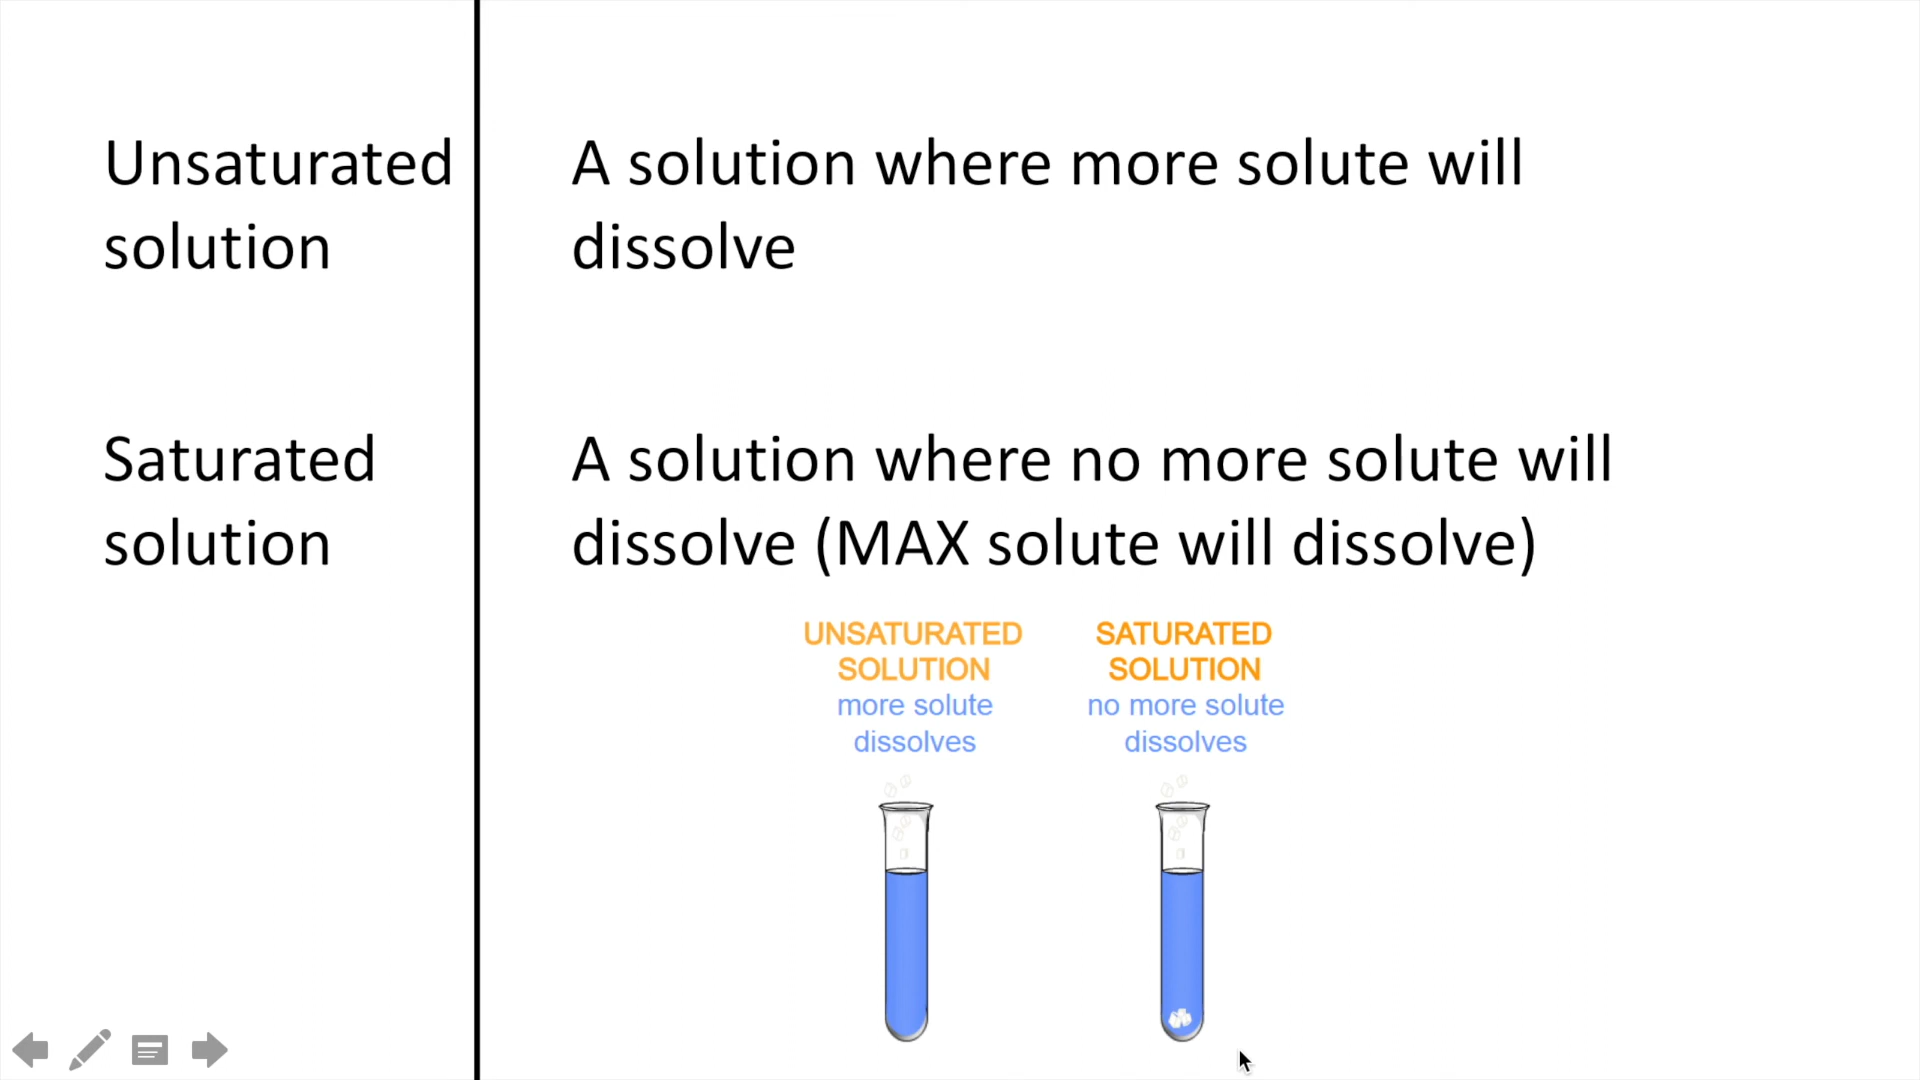 Unsaturated
solution
A solution where more solute will
dissolve
Saturated
solution
A solution where no more solute will
dissolve (MAX solute will dissolve)
UNSATURATED
SOLUTION
more solute
dissolves
SATURATED
SOLUTION
no more solute
dissolves